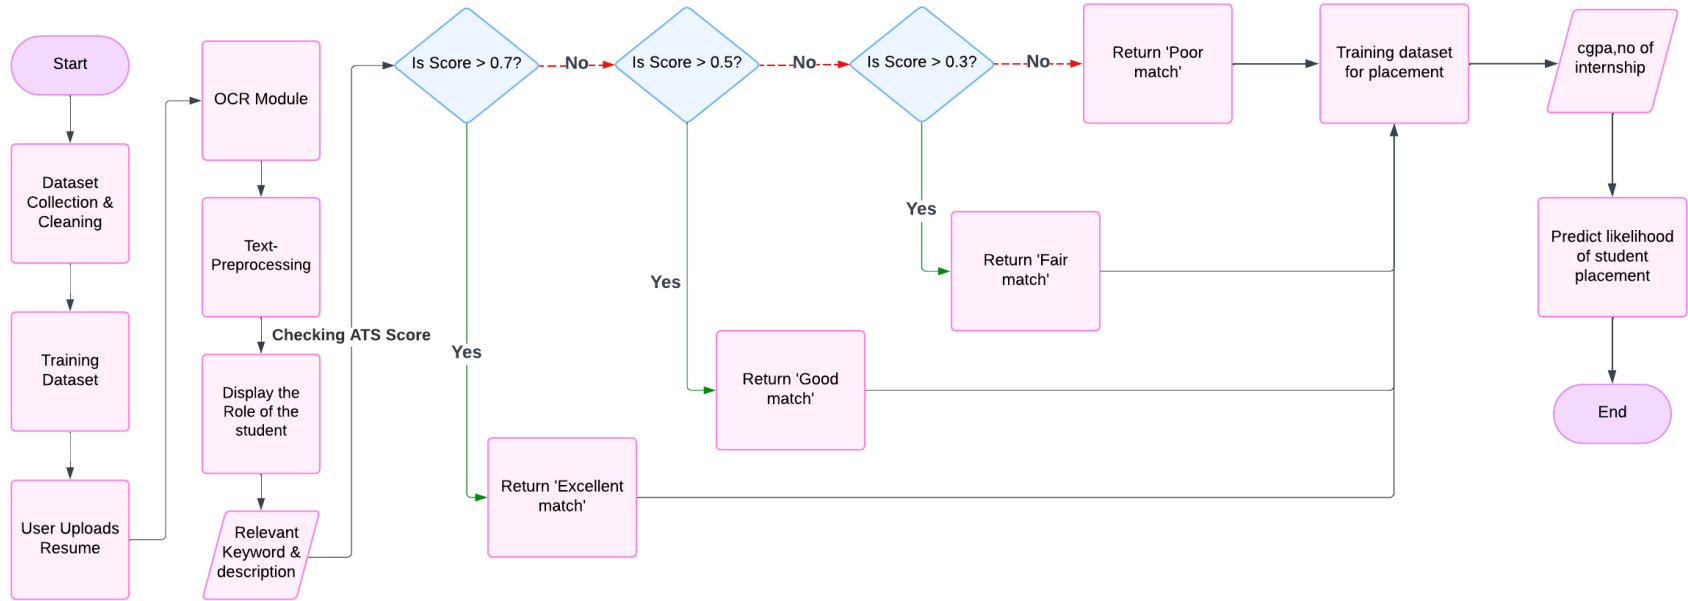 Start
Dataset
Collection &
Cleaning
Training
Dataset
User Uploads
Resume
OCR Module
Text-
Preprocessing
Display the
Role of the
student
Relevant
Keyword &
description
Checking ATS Score
Is Score > 0.7?
No
Is Score > 0.5?
No
Is Score > 0.3?
No
Return 'Poor
match'
Yes
Return 'Fair
match'
Yes
Return 'Good
match'
Yes
Return 'Excellent
match'
Training dataset
for placement
cgpa,no of
internship
Predict likelihood
of student
placement
End